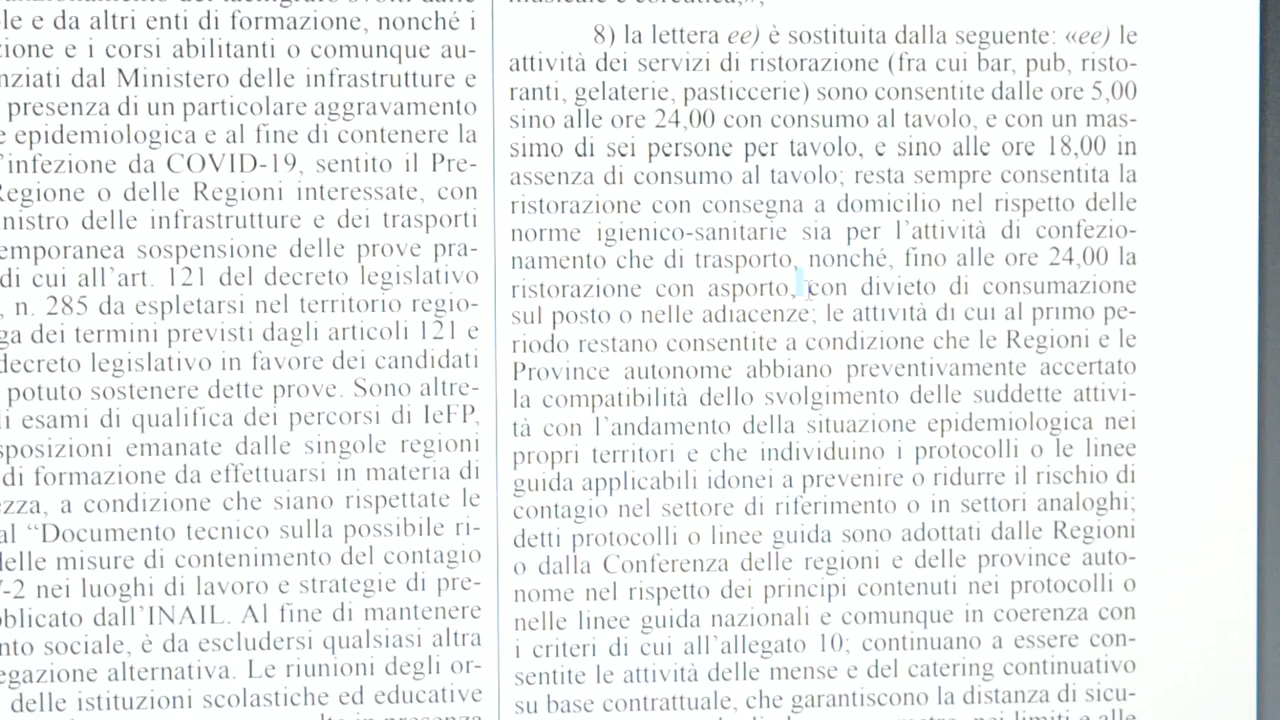 le e da altri enti di formazione, nonché i
zione e i corsi abilitanti o comunque au-
nziati dal Ministero delle infrastrutture e
presenza di un particolare aggravamento
e epidemiologica e al fine di contenere la
l'infezione da COVID-19, sentito il Pre-
Regione o delle Regioni interessate, con
nistro delle infrastrutture e dei trasporti
emporanea sospensione delle prove pra-
di cui all'art. 121 del decreto legislativo
, n. 285 da espletarsi nel territorio regio-
ga dei termini previsti dagli articoli 121 e
decreto legislativo in favore dei candidati
potuto sostenere dette prove. Sono altre-
li esami di qualifica dei percorsi di IeFP,
sposizioni emanate dalle singole regioni
di formazione da effettuarsi in materia di
ezza, a condizione che siano rispettate le
al “Documento tecnico sulla possibile ri-
delle misure di contenimento del contagio
-2 nei luoghi di lavoro e strategie di pre-
bblicato dall'INAIL. Al fine di mantenere
nto sociale, è da escludersi qualsiasi altra
egazione alternativa. Le riunioni degli or-
delle istituzioni scolastiche ed educative
8) la lettera ee) è sostituita dalla seguente: «ee) le
attività dei servizi di ristorazione (fra cui bar, pub, risto-
ranti, gelaterie, pasticcerie) sono consentite dalle ore 5,00
sino alle ore 24,00 con consumo al tavolo, e con un mas-
simo di sei persone per tavolo, e sino alle ore 18,00 in
assenza di consumo al tavolo; resta sempre consentita la
ristorazione con consegna a domicilio nel rispetto delle
norme igienico-sanitarie sia per l'attività di confezio-
namento che di trasporto, nonché, fino alle ore 24,00 la
ristorazione con asporto, con divieto di consumazione
sul posto o nelle adiacenze; le attività di cui al primo pe-
riodo restano consentite a condizione che le Regioni e le
Province autonome abbiano preventivamente accertato
la compatibilità dello svolgimento delle suddette attivi-
tà con l'andamento della situazione epidemiologica nei
propri territori e che individuino i protocolli o le linee
guida applicabili idonei a prevenire o ridurre il rischio di
contagio nel settore di riferimento o in settori analoghi;
detti protocolli o linee guida sono adottati dalle Regioni
o dalla Conferenza delle regioni e delle province auto-
nome nel rispetto dei principi contenuti nei protocolli o
nelle linee guida nazionali e comunque in coerenza con
i criteri di cui all'allegato 10; continuano a essere con-
sentite le attività delle mense e del catering continuativo
su base contrattuale, che garantiscono la distanza di sicu-